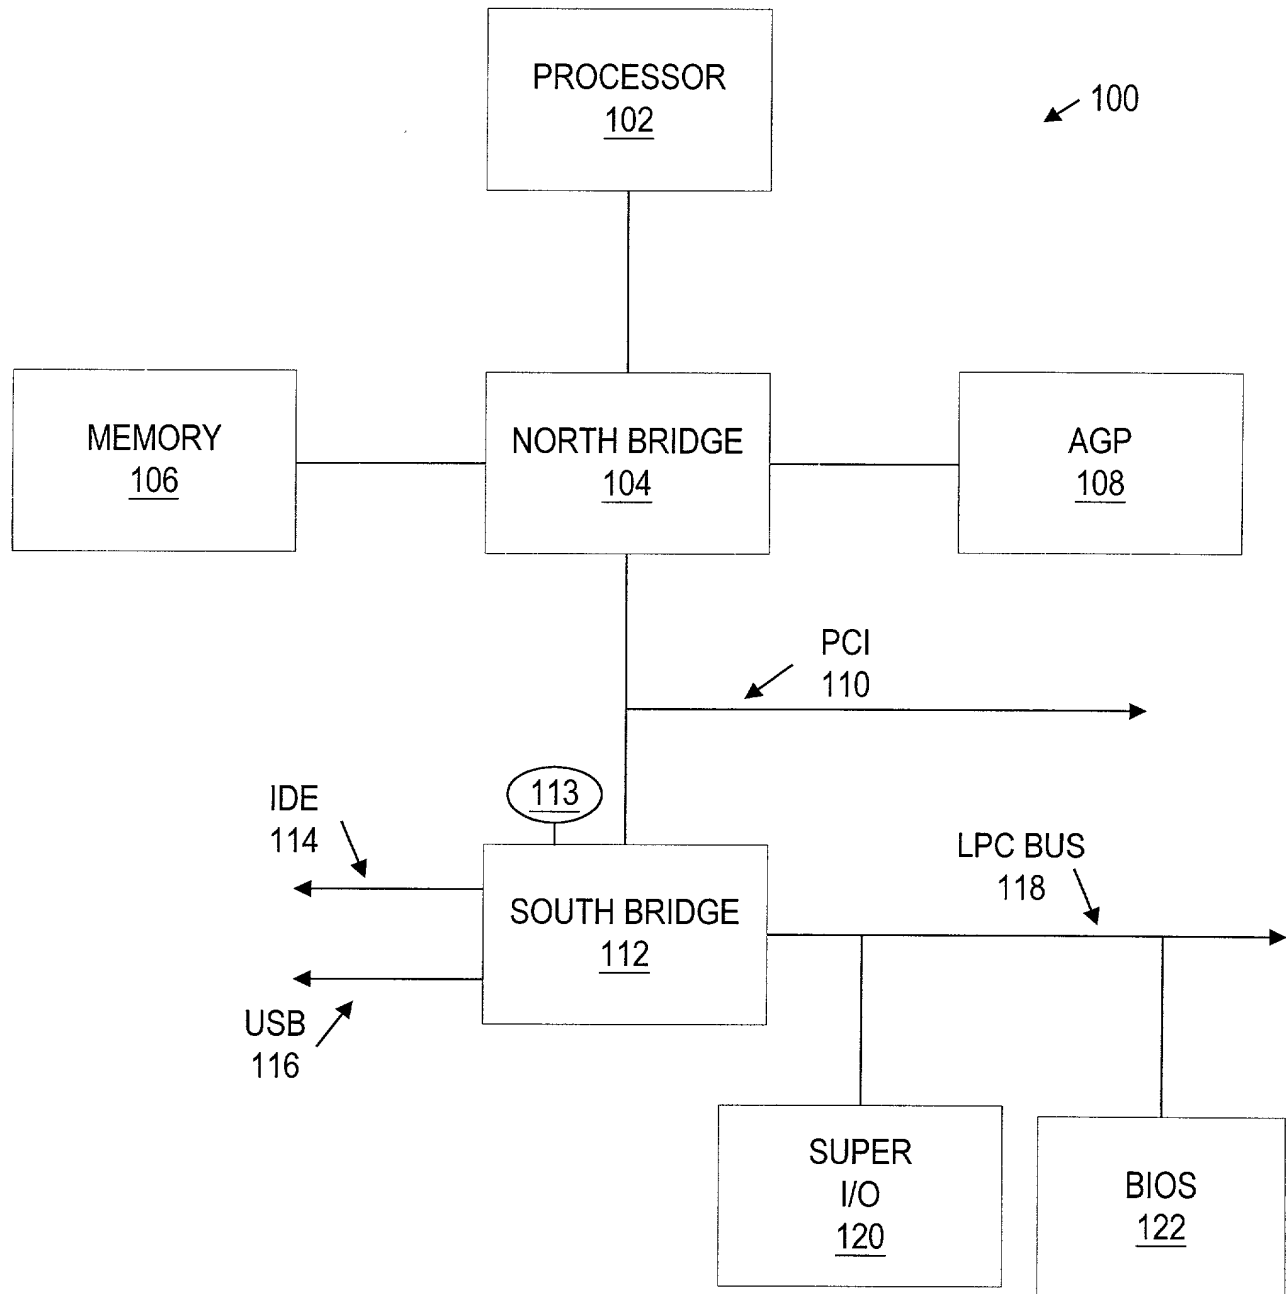 PROCESSOR
102
100
MEMORY
106
NORTH BRIDGE
104
AGP
108
PCI
110
113
IDE
114
LPC BUS
118
SOUTH BRIDGE
112
USB
116
SUPER
I/O
120
BIOS
122